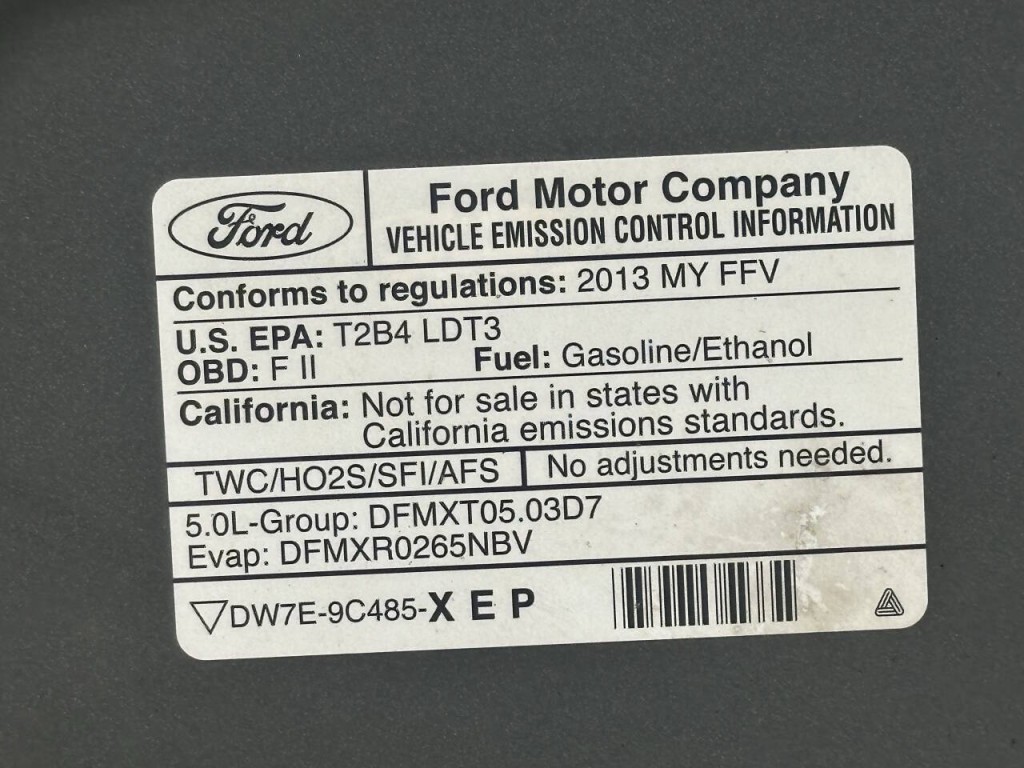 Ford
Ford Motor Company
VEHICLE EMISSION CONTROL INFORMATION
Conforms to regulations: 2013 MY FFV
U.S. EPA: T2B4 LDT3
OBD: F II Fuel: Gasoline/Ethanol
California: Not for sale in states with
California emissions standards.
TWC/HO2S/SFI/AFS No adjustments needed.
5.0L-Group: DFMXT05.03D7
Evap: DFMXR0265NBV
DW7E-9C485-X E P